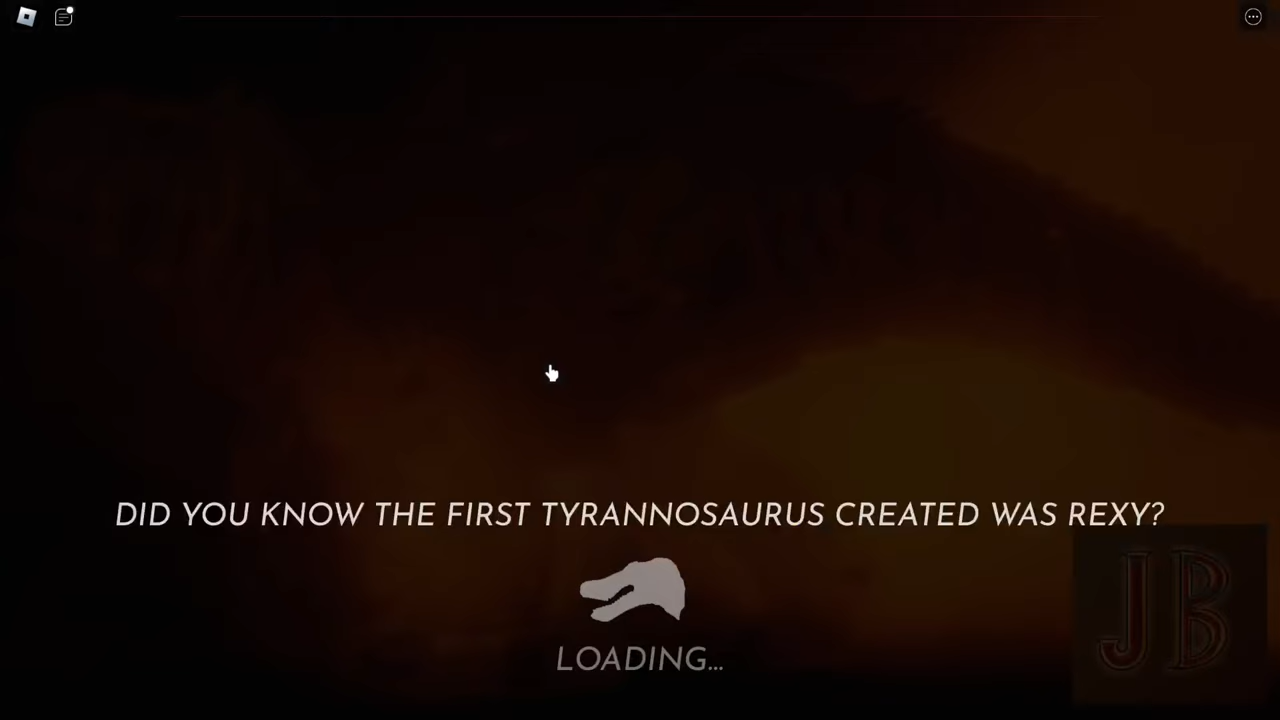 DID YOU KNOW THE FIRST TYRANNOSAURUS CREATED WAS REXY?
LOADING...
JB